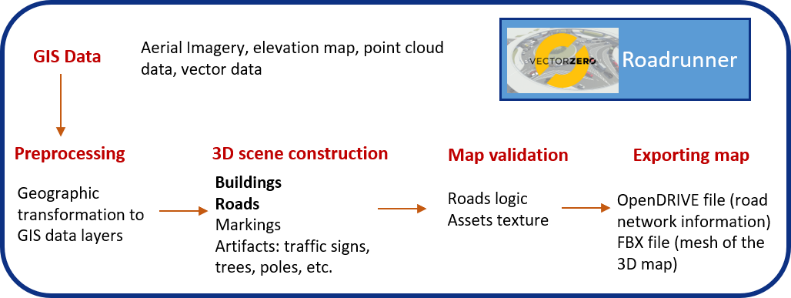 GIS Data
Aerial Imagery, elevation map, point cloud
data, vector data
VECTORZERO
Roadrunner
Preprocessing
Geographic
transformation to
GIS data layers
3D scene construction
Buildings
Roads
Markings
Artifacts: traffic signs,
trees, poles, etc.
Map validation
Roads logic
Assets texture
Exporting map
OpenDRIVE file (road
network information)
FBX file (mesh of the
3D map)